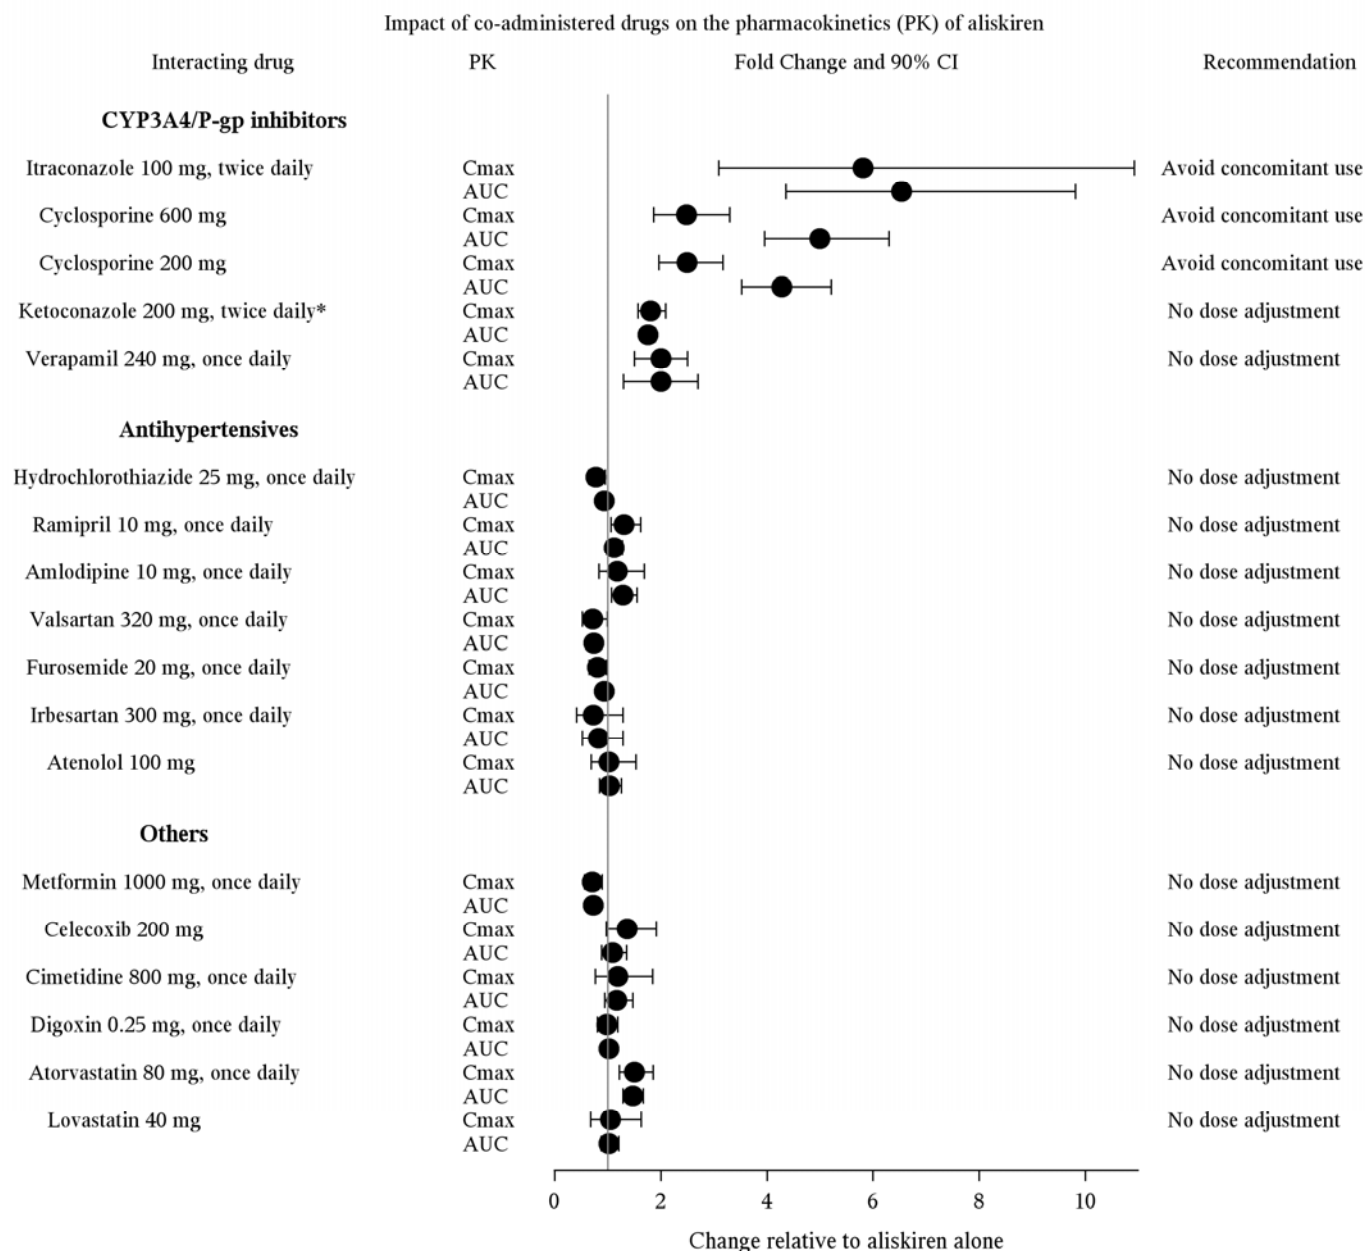 Impact of co-administered drugs on the pharmacokinetics (PK) of aliskiren
Interacting drug PK Fold Change and 90% CI Recommendation
CYP3A4/P-gp inhibitors
Itraconazole 100 mg, twice daily Cmax Avoid concomitant use
AUC
Cyclosporine 600 mg Cmax Avoid concomitant use
AUC
Cyclosporine 200 mg Cmax Avoid concomitant use
AUC
Ketoconazole 200 mg, twice daily* Cmax No dose adjustment
AUC
Verapamil 240 mg, once daily Cmax No dose adjustment
AUC
Antihypertensives
Hydrochlorothiazide 25 mg, once daily Cmax No dose adjustment
AUC
Ramipril 10 mg, once daily Cmax No dose adjustment
AUC
Amlodipine 10 mg, once daily Cmax No dose adjustment
AUC
Valsartan 320 mg, once daily Cmax No dose adjustment
AUC
Furosemide 20 mg, once daily Cmax No dose adjustment
AUC
Irbesartan 300 mg, once daily Cmax No dose adjustment
AUC
Atenolol 100 mg Cmax No dose adjustment
AUC
Others
Metformin 1000 mg, once daily Cmax No dose adjustment
AUC
Celecoxib 200 mg Cmax No dose adjustment
AUC
Cimetidine 800 mg, once daily Cmax No dose adjustment
AUC
Digoxin 0.25 mg, once daily Cmax No dose adjustment
AUC
Atorvastatin 80 mg, once daily Cmax No dose adjustment
AUC
Lovastatin 40 mg Cmax No dose adjustment
AUC
0 2 4 6 8 10
Change relative to aliskiren alone